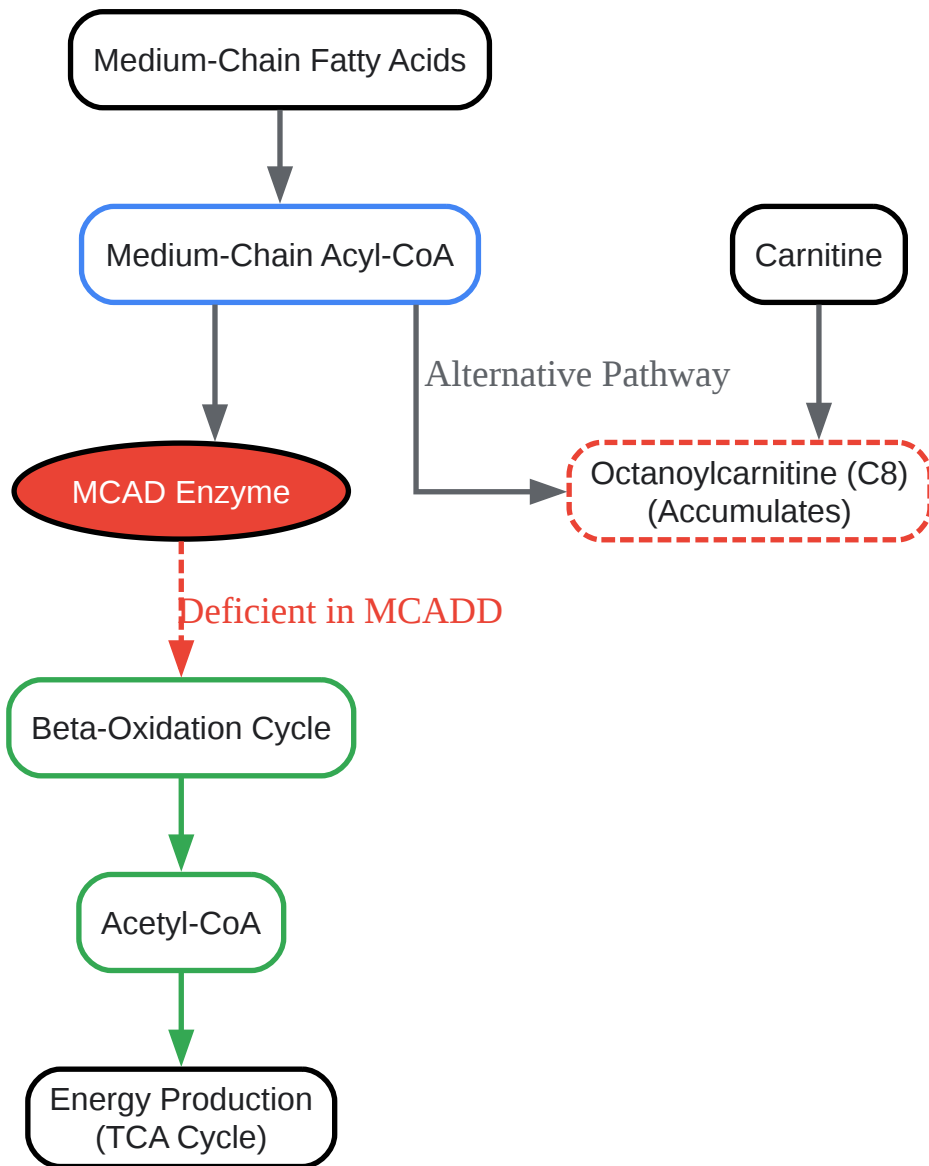 Medium-Chain Fatty Acids
Medium-Chain Acyl-CoA
Carnitine
Alternative Pathway
MCAD Enzyme
Octanoylcarnitine (C8)
(Accumulates)
Deficient in MCADD
Beta-Oxidation Cycle
Acetyl-CoA
Energy Production
(TCA Cycle)